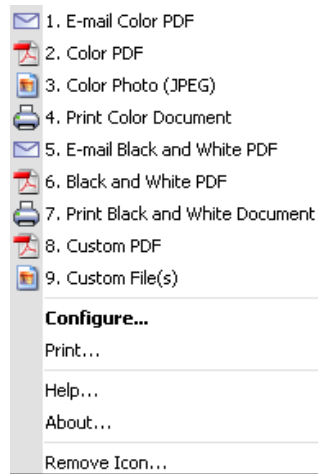 1. E-mail Color PDF
2. Color PDF
3. Color Photo (JPEG)
4. Print Color Document
5. E-mail Black and White PDF
6. Black and White PDF
7. Print Black and White Document
8. Custom PDF
9. Custom File(s)
Configure...
Print...
Help...
About...
Remove Icon...